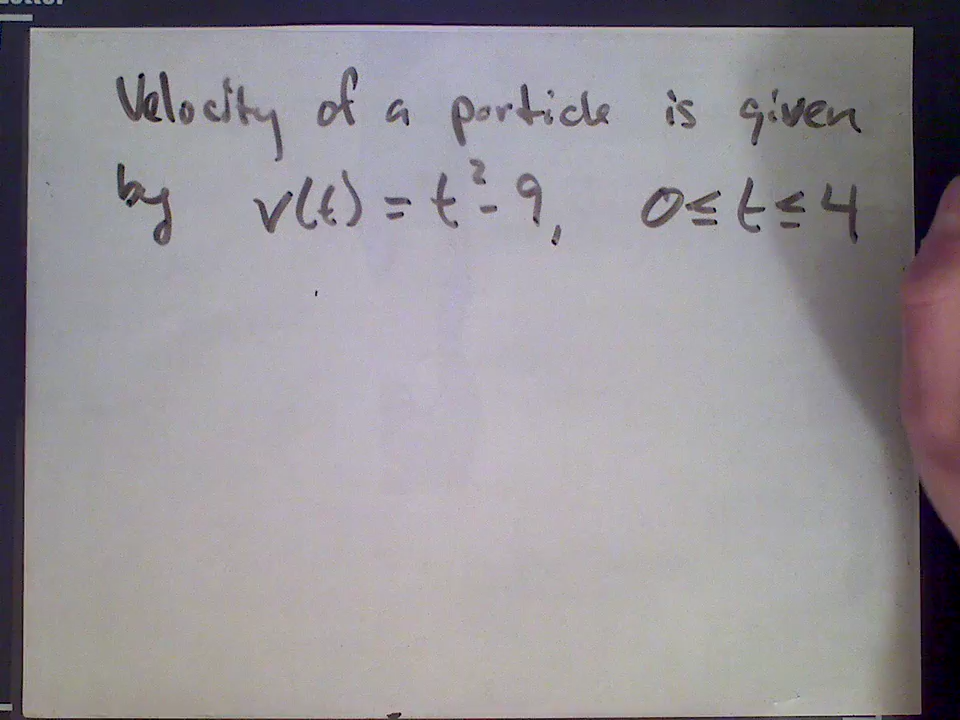 Velocity of a particle is given
by v(t) = t² - 9, 0 ≤ t ≤ 4